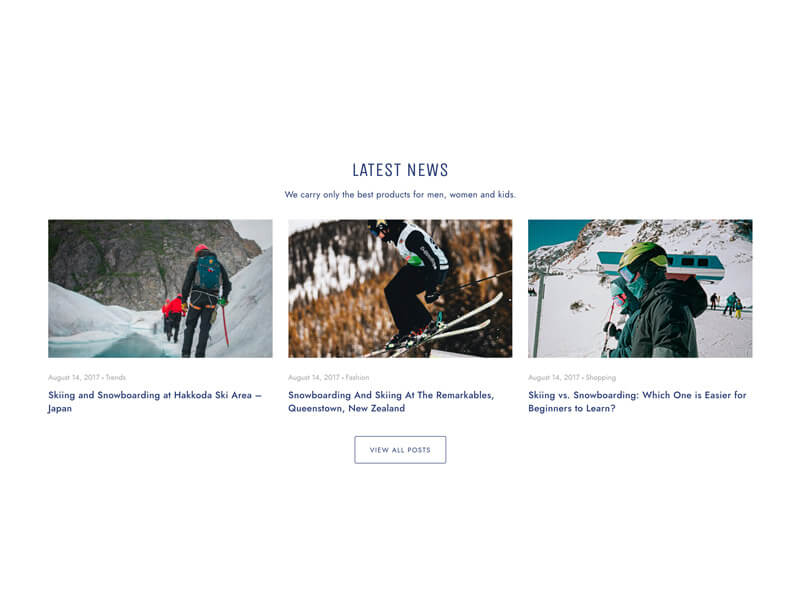 LATEST NEWS
We carry only the best products for men, women and kids.
August 14, 2017 • Trends
Skiing and Snowboarding at Hakkoda Ski Area –
Japan
August 14, 2017 • Fashion
Snowboarding And Skiing At The Remarkables,
Queenstown, New Zealand
August 14, 2017 • Shopping
Skiing vs. Snowboarding: Which One is Easier for
Beginners to Learn?
VIEW ALL POSTS